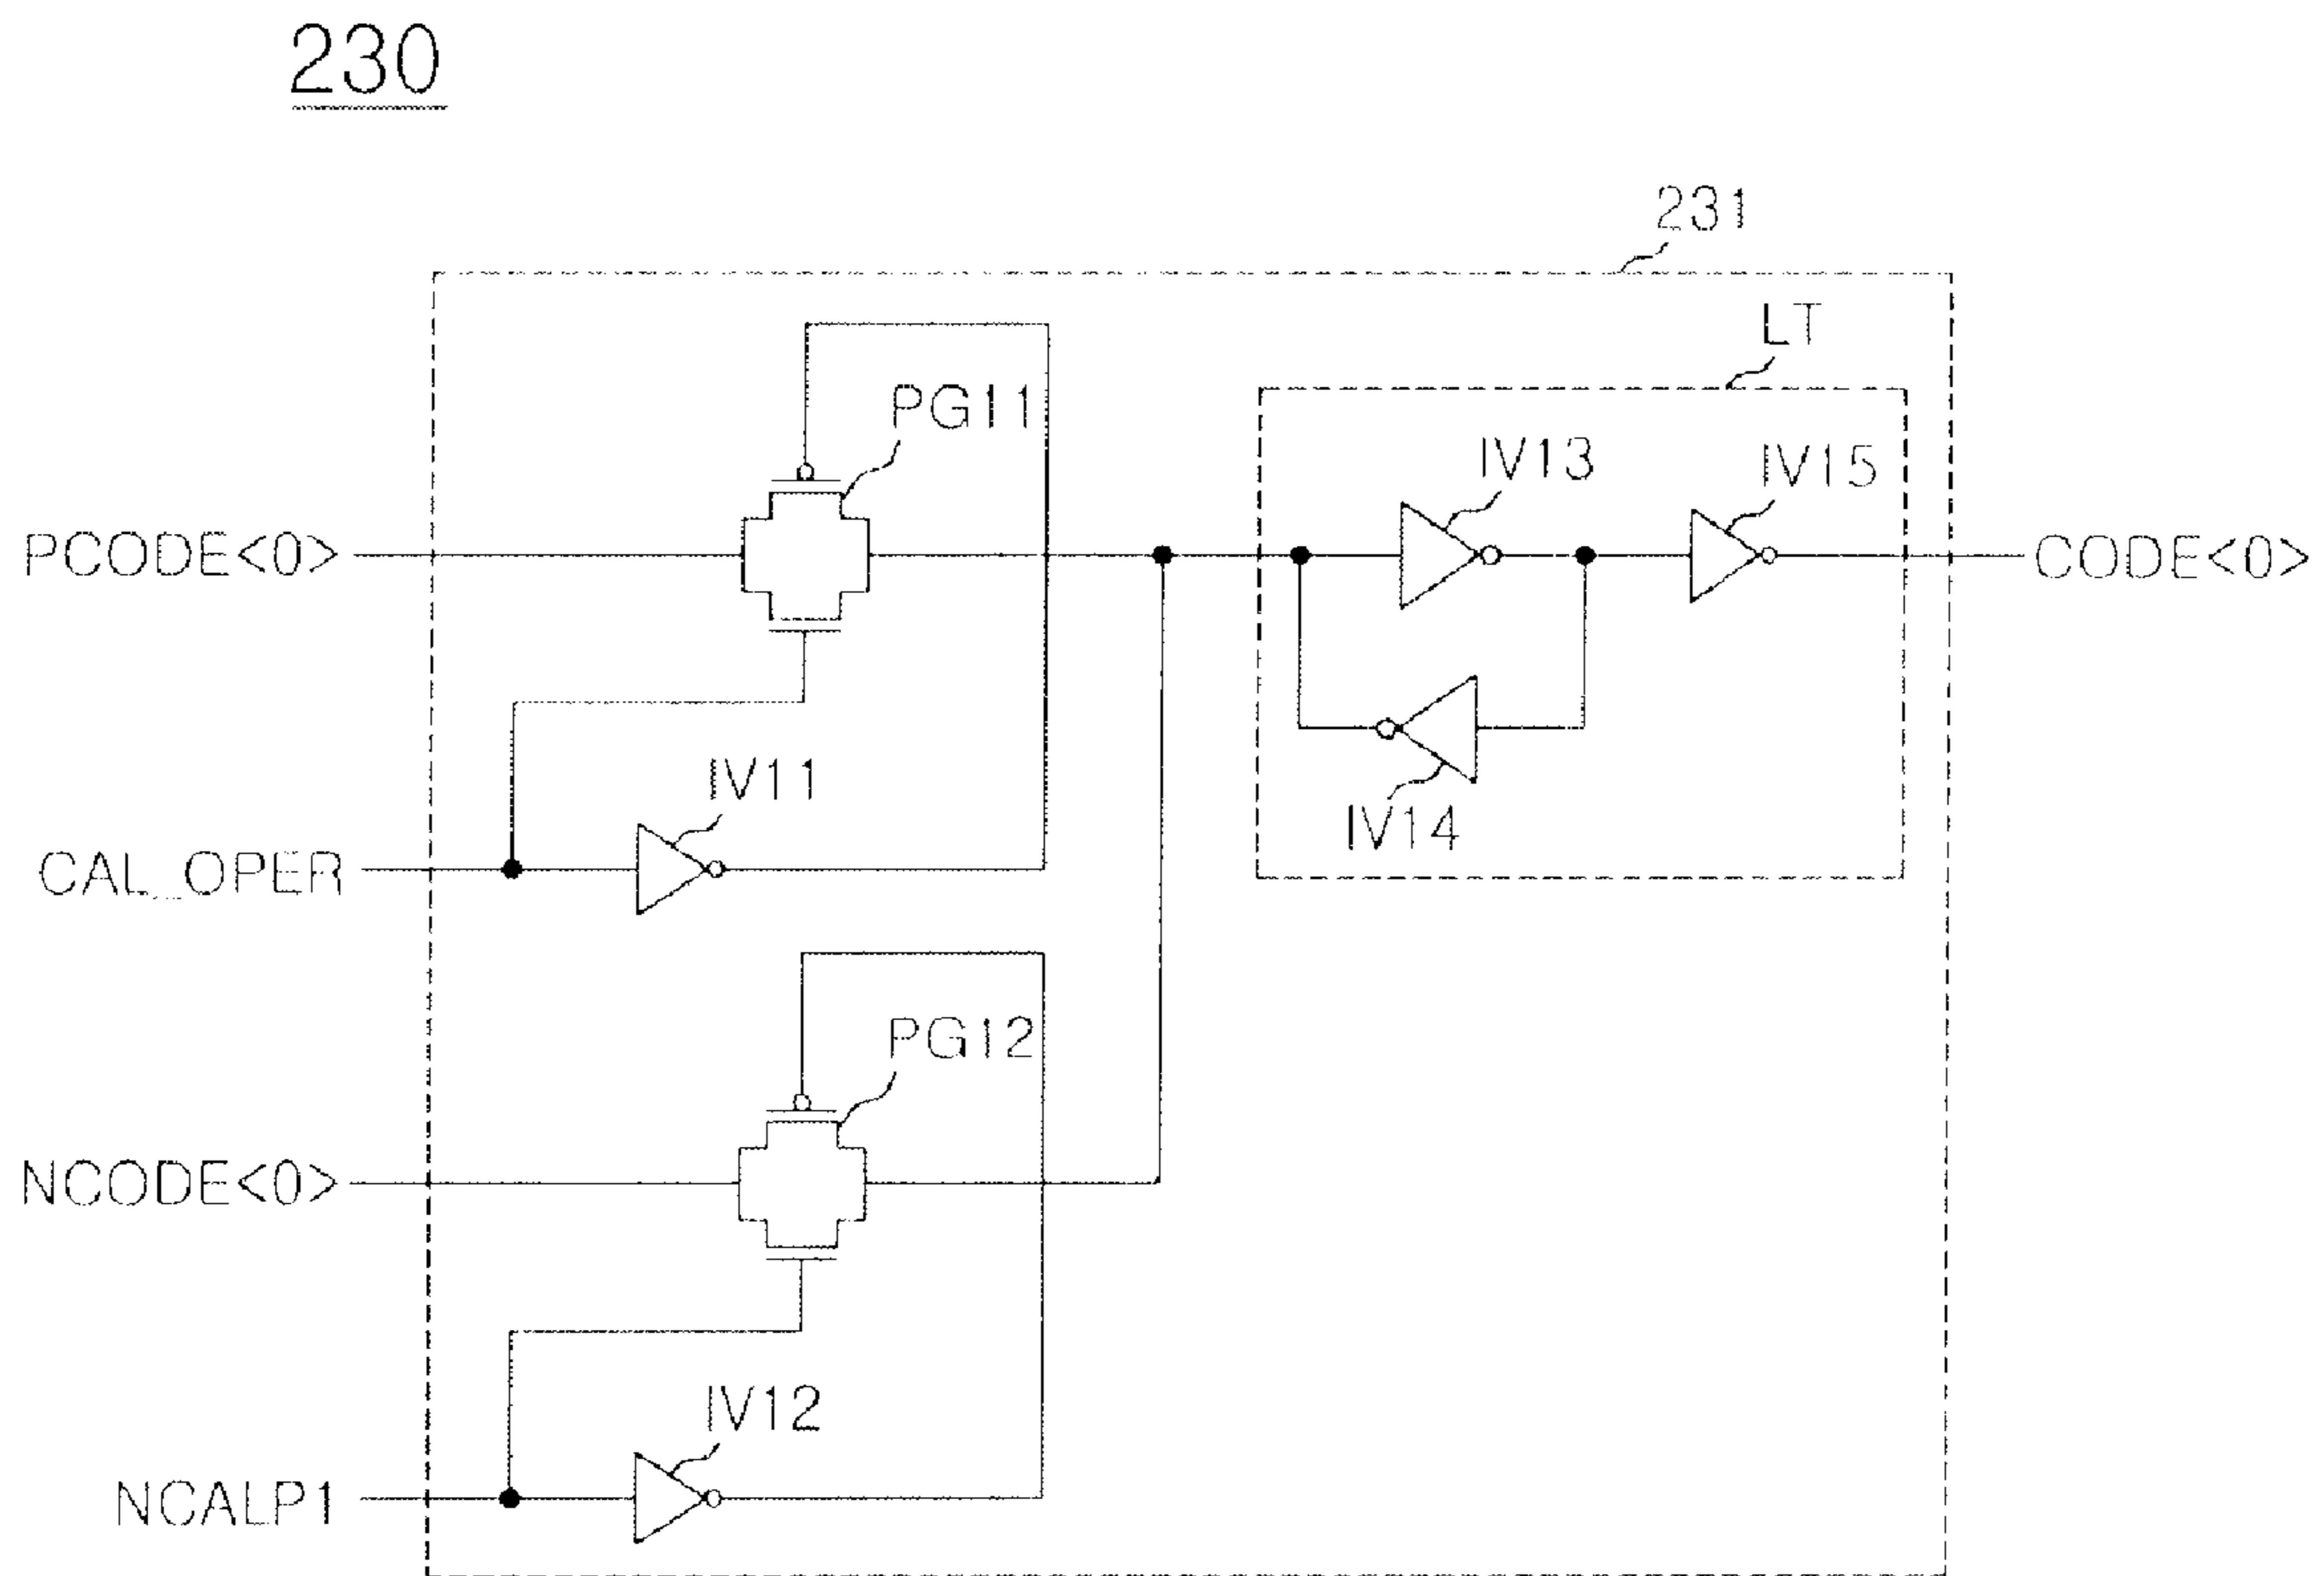 230
231
LT
PG11
IV13
IV15
PCODE<0>
CODE<0>
IV11
IV14
CAL_OPER
PG12
NCODE<0>
IV12
NCALP1